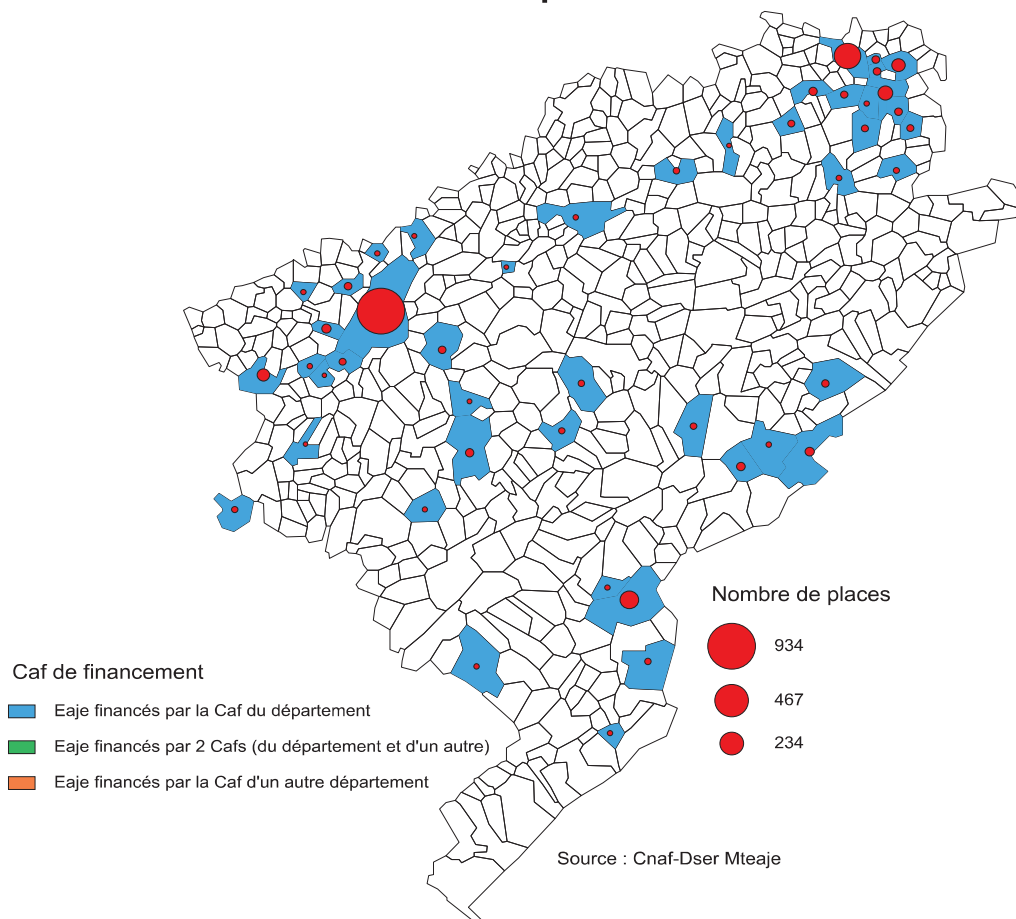 Nombre de places
934
467
234
Caf de financement
Eaje financés par la Caf du département
Eaje financés par 2 Cafs (du département et d'un autre)
Eaje financés par la Caf d'un autre département
Source : Cnaf-Dser Mteaje